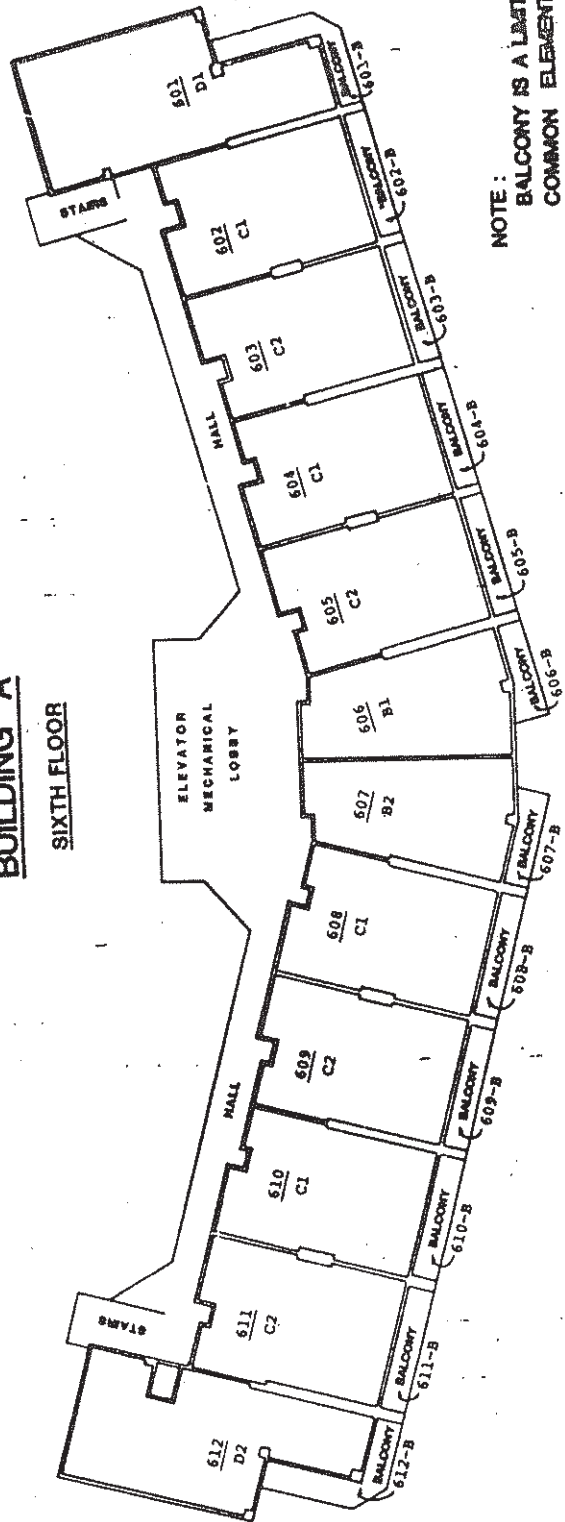 BUILDING "A"
SIXTH FLOOR
ELEVATOR
MECHANICAL
LOBBY
STAIRS
HALL
HALL
STAIRS
612
D2
611
C2
610
C1
609
C2
608
C1
607
B2
606
B1
605
C2
604
C1
603
C2
602
C1
601
D1
BALCONY
612-B
BALCONY
611-B
BALCONY
610-B
BALCONY
609-B
BALCONY
608-B
BALCONY
607-B
BALCONY
606-B
BALCONY
605-B
BALCONY
604-B
BALCONY
603-B
BALCONY
602-B
BALCONY
601-B
NOTE :
BALCONY IS A
COMMON